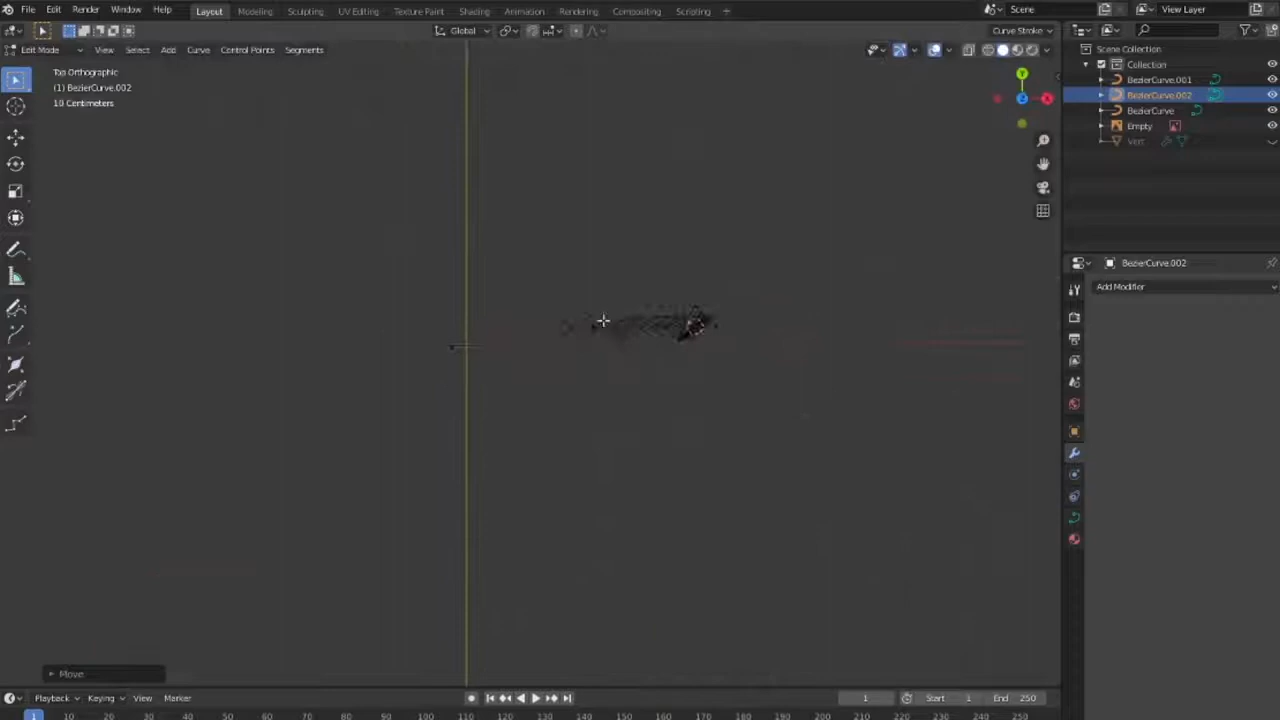 File Edit Render Window Help Layout Modeling Sculpting UV Editing Texture Paint Shading Animation Rendering Compositing Scripting + Scene View Layer
Global Curve Stroke
Edit Mode View Select Add Curve Control Points Segments
Scene Collection
Collection
BezierCurve.001
BezierCurve.002
BezierCurve
Empty
Vert
Top Orthographic
(1) BezierCurve.002
10 Centimeters
Y
Z
X
BezierCurve.002
Add Modifier
Move
Playback Keying View Marker 1 Start 1 End 250
1 10 20 30 40 50 60 70 80 90 100 110 120 130 140 150 160 170 180 190 200 210 220 230 240 250